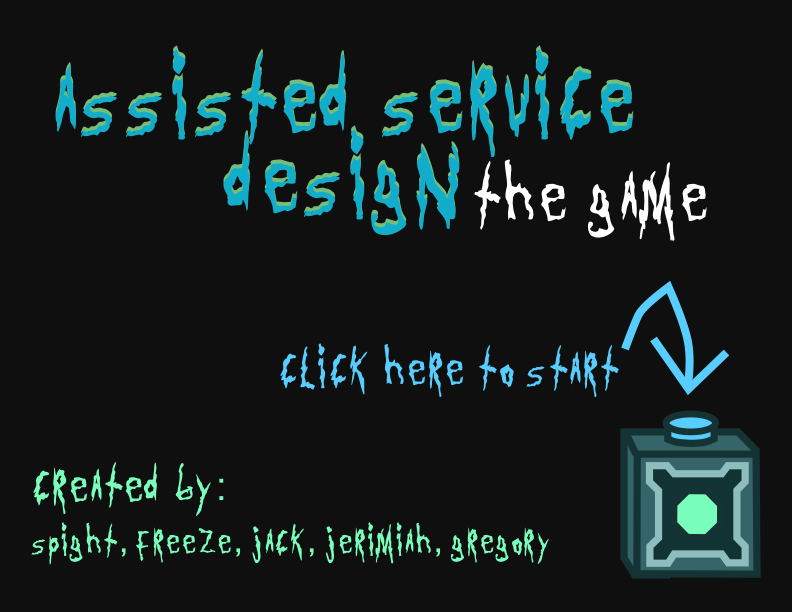 Assisted service
design the game
click here to start
created by:
spight, freeze, jack, jerimiah, gregory